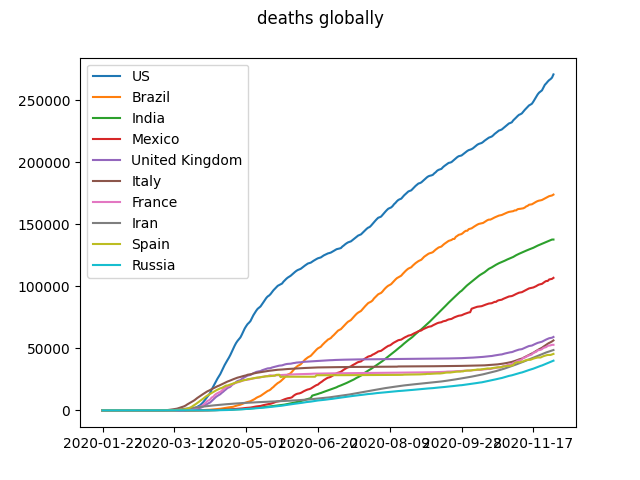 deaths globally
US
Brazil
India
Mexico
United Kingdom
Italy
France
Iran
Spain
Russia
250000
200000
150000
100000
50000
0
2020-01-22 2020-03-12 2020-05-01 2020-06-20 2020-08-09 2020-09-28 2020-11-17